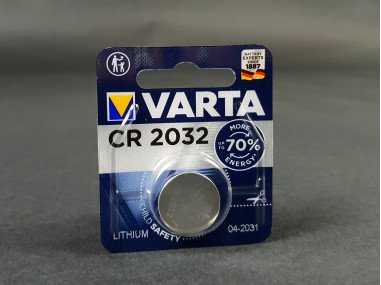 BATTERY
EXPERTS
SINCE
1887
VARTA
CR 2032
MORE
UP TO 70%
ENERGY
CHILD SAFETY
LITHIUM
04-2031